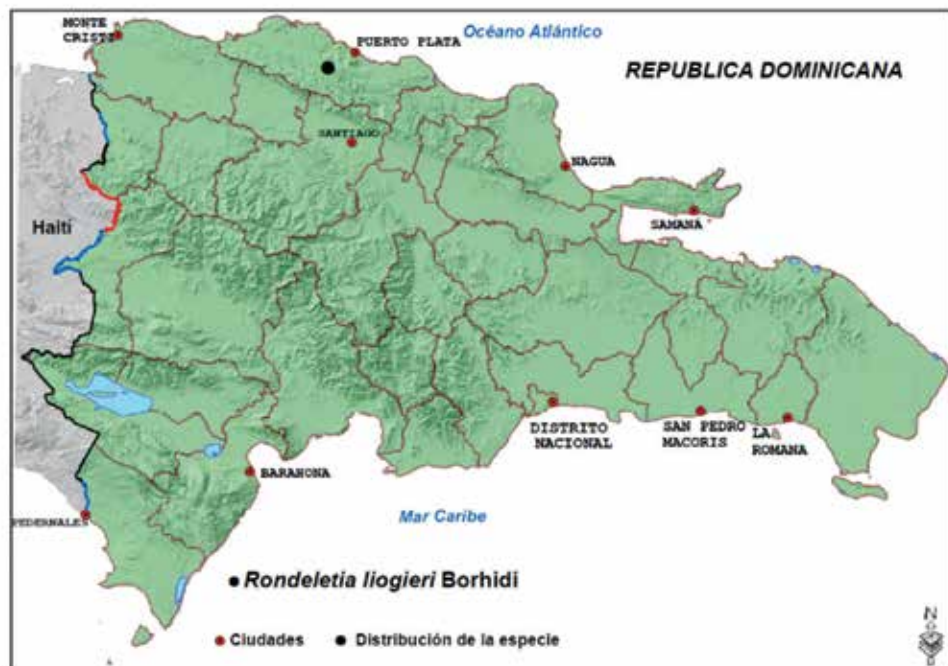 MONTE
CRISTI
Océano Atlántico
PUERTO PLATA
REPUBLICA DOMINICANA
SANTIAGO
NAGUA
SAMANA
Haití
DISTRITO
NACIONAL
SAN PEDRO
MACORIS
LA
ROMANA
BARAHONA
PEDERNALES
Mar Caribe
Rondeletia liogieri Borhidi
Ciudades
Distribución de la especie
N